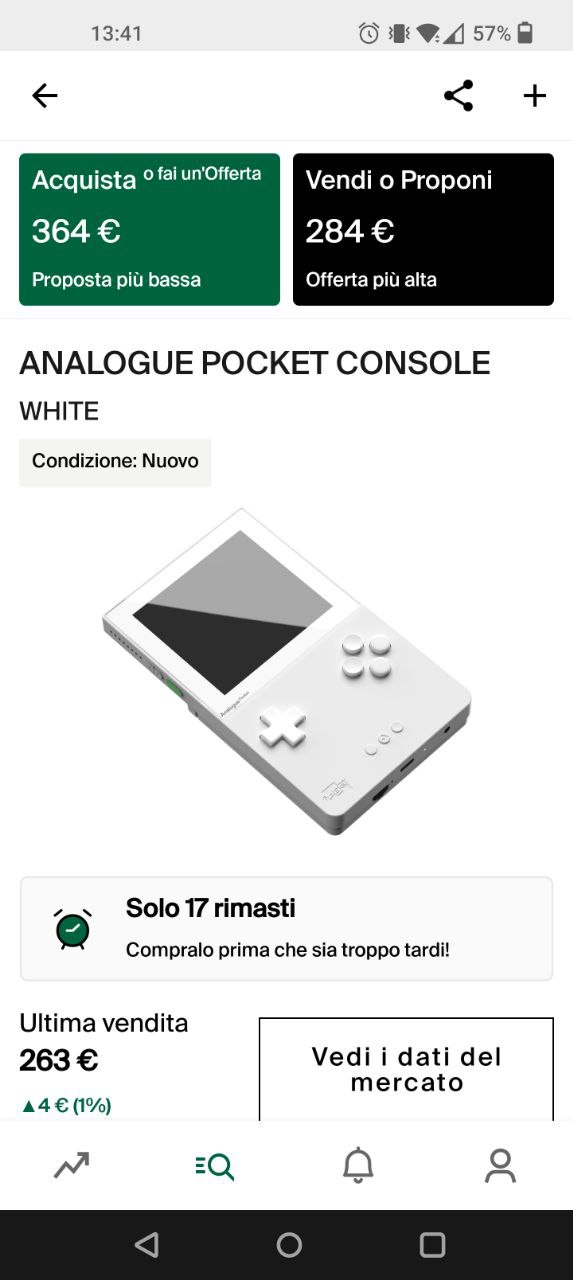 13:41
57%
Acquista o fai un'Offerta
364 €
Proposta più bassa
Vendi o Proponi
284 €
Offerta più alta
ANALOGUE POCKET CONSOLE
WHITE
Condizione: Nuovo
Analogue Pocket
Solo 17 rimasti
Compralo prima che sia troppo tardi!
Ultima vendita
263 €
▲4 € (1%)
Vedi i dati del
mercato